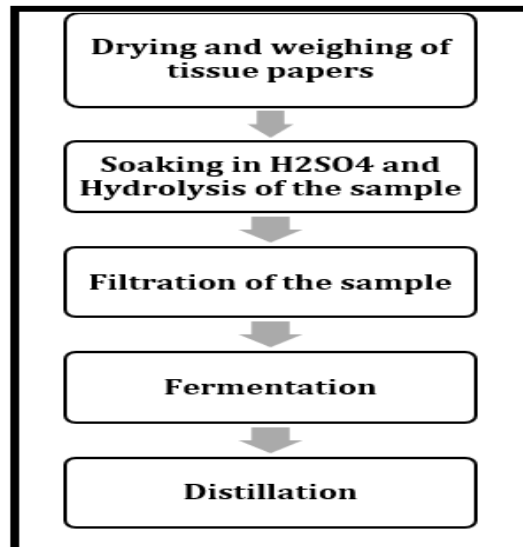 Drying and weighing of
tissue papers
Soaking in H2SO4 and
Hydrolysis of the sample
Filtration of the sample
Fermentation
Distillation